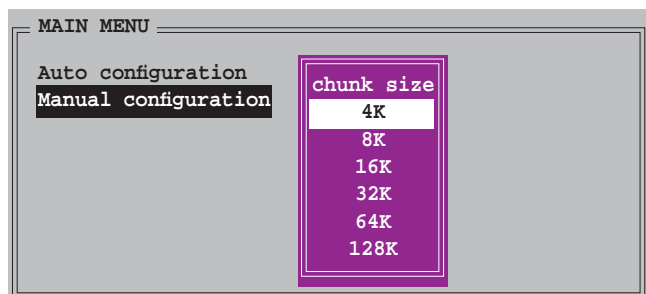 MAIN MENU
Auto configuration
Manual configuration
chunk size
4K
8K
16K
32K
64K
128K